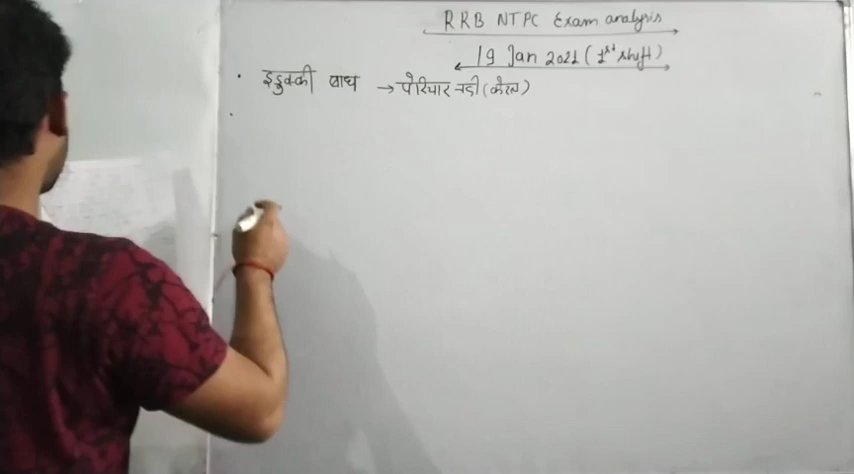 RRB NTPC Exam analysis
19 Jan 2021 (1st shift)
• इडुक्की बाध → पेरियार नदी (केरल)
•